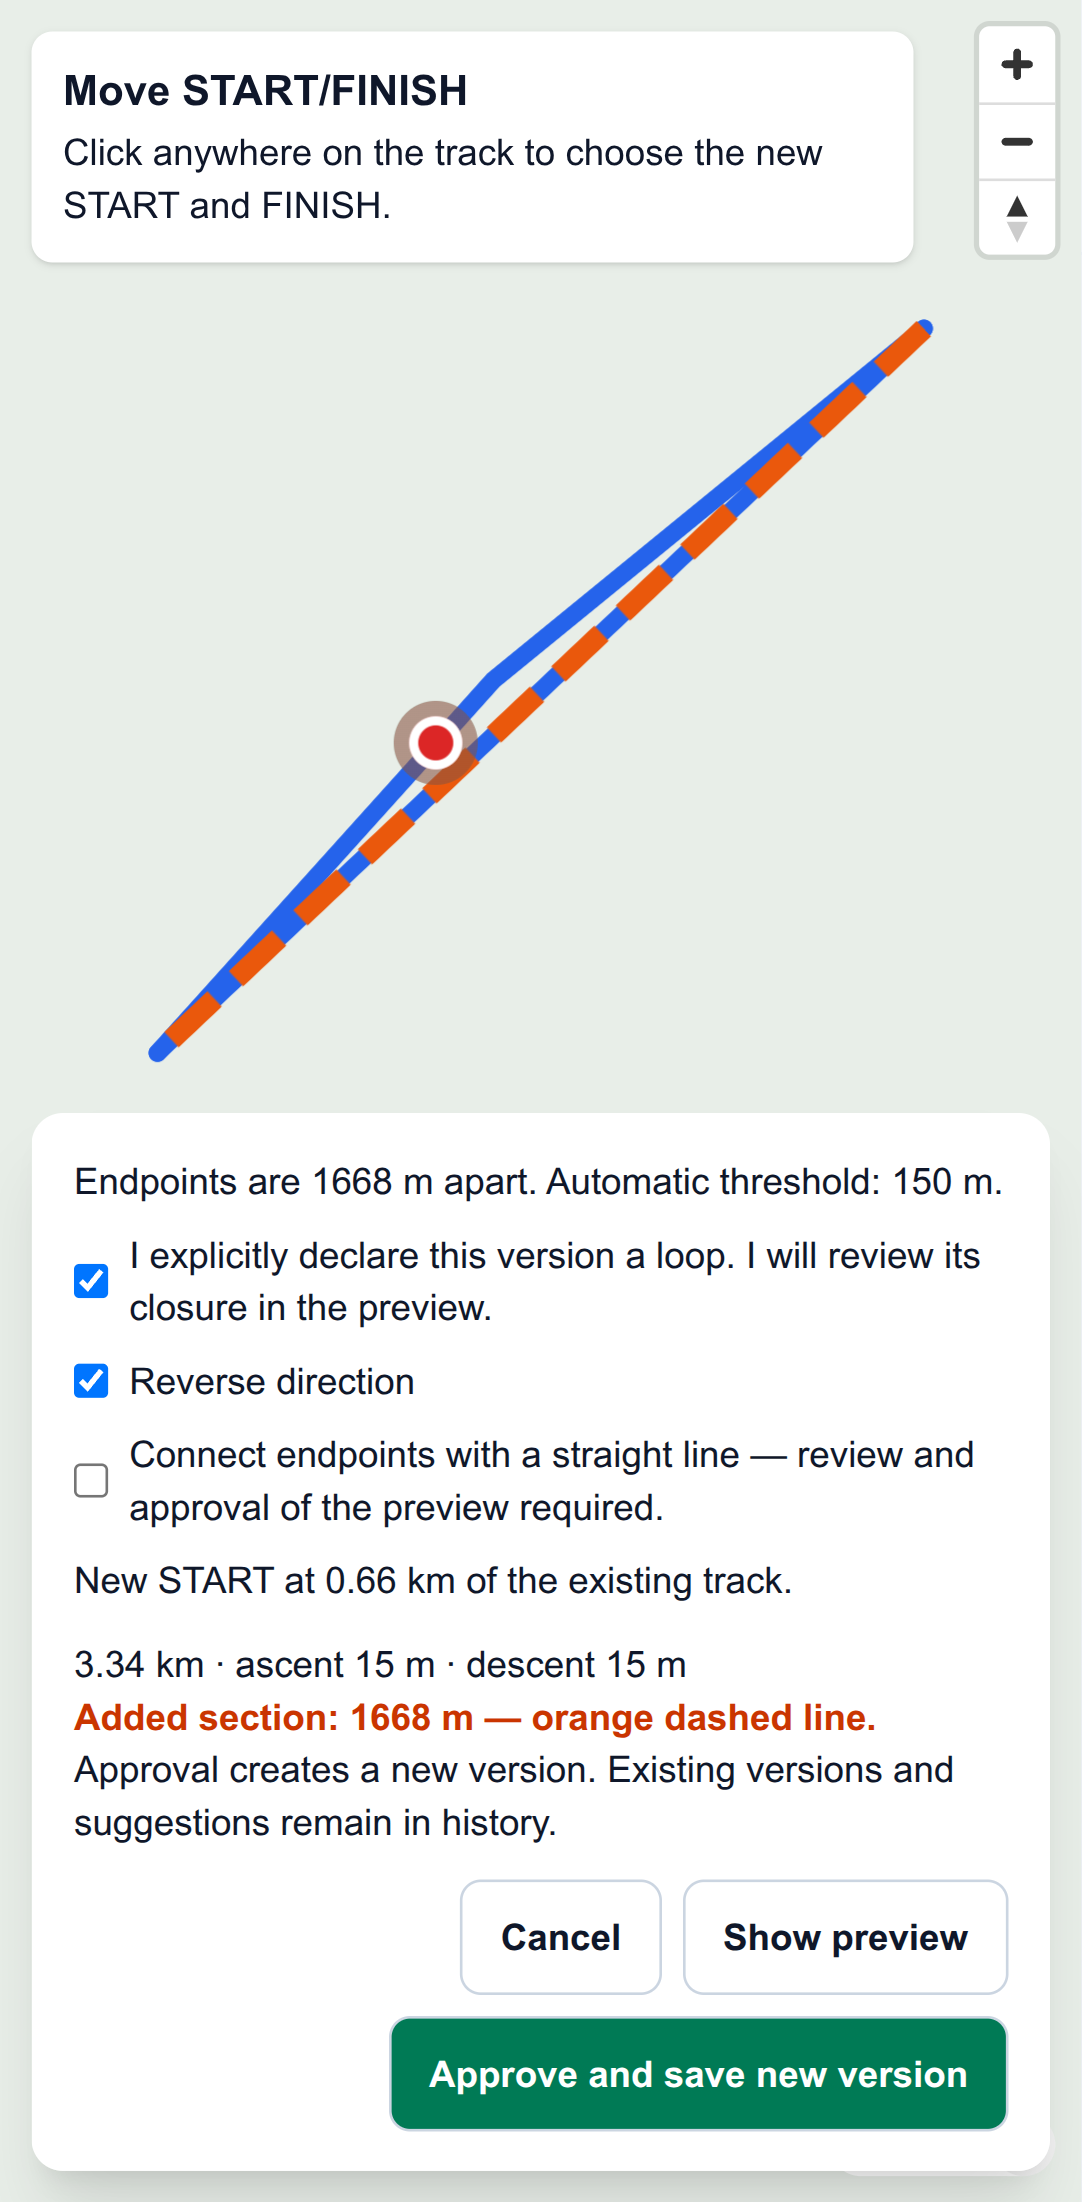 Move START/FINISH
Click anywhere on the track to choose the new
START and FINISH.
Endpoints are 1668 m apart. Automatic threshold: 150 m.
I explicitly declare this version a loop. I will review its
closure in the preview.
Reverse direction
Connect endpoints with a straight line — review and
approval of the preview required.
New START at 0.66 km of the existing track.
3.34 km · ascent 15 m · descent 15 m
Added section: 1668 m — orange dashed line.
Approval creates a new version. Existing versions and
suggestions remain in history.
Cancel
Show preview
Approve and save new version